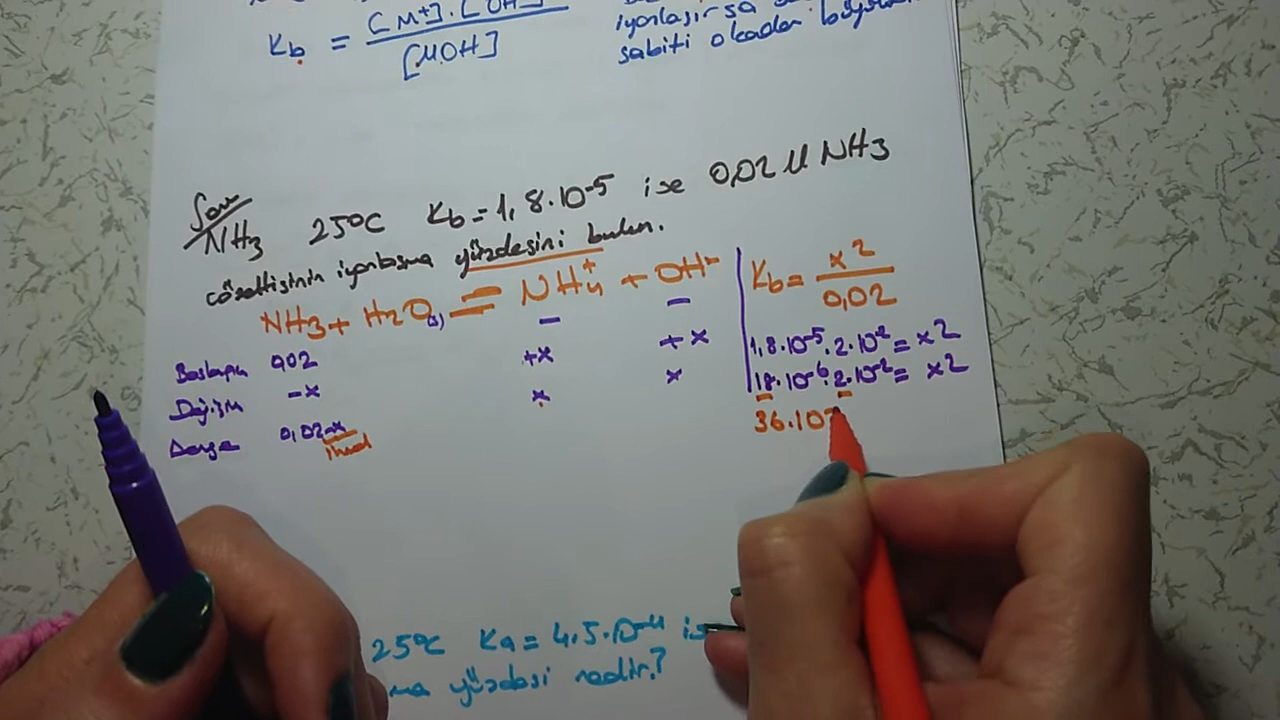 Kb = [M+].[OH
[MOH]
iyonlaşırsa
sabiti okadar büyük
Soru/NH3 25°C Kb=1,8.10-5 ise 0,02 M NH3
çözeltisinin iyonlaşma yüzdesini bulun.
NH3 + H2O(s) ⇌ NH4+ + OH-
Başlangıç 0,02 - -
Değişim -x +x +x
Denge 0,02-x x x
ihmal
Kb = x2
0,02
1,8.10-5.2.10-2 = x2
18.10-6.2.10-2 = x2
36.10-
25°C Ka = 4,5.10-4 is
ma yüzdesi nedir?